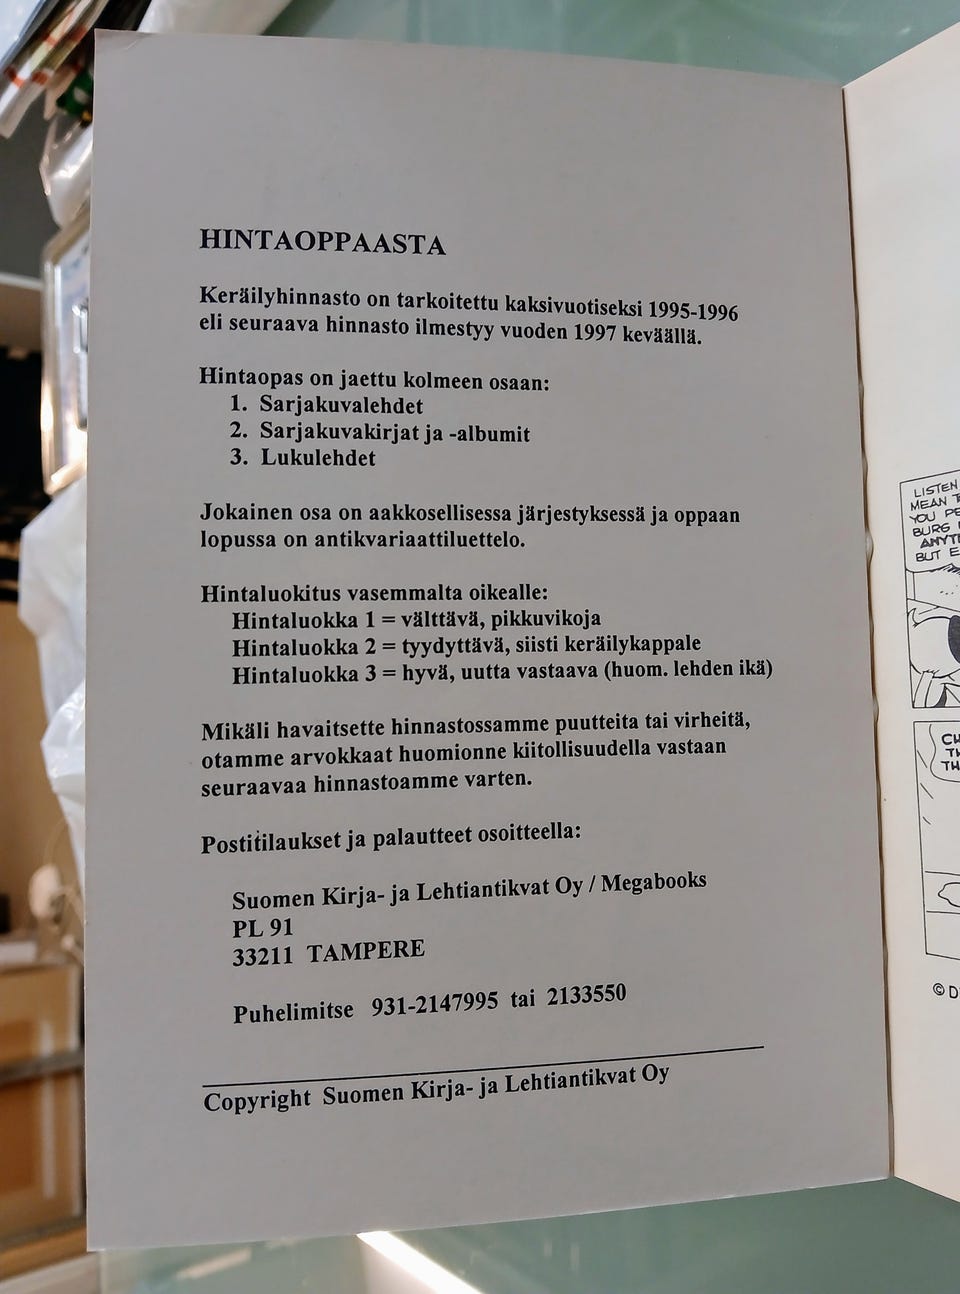 HINTAOPPAASTA
Keräilyhinnasto on tarkoitettu kaksivuotiseksi 1995-1996
eli seuraava hinnasto ilmestyy vuoden 1997 keväällä.
Hintaopas on jaettu kolmeen osaan:
1. Sarjakuvalehdet
2. Sarjakuvakirjat ja -albumit
3. Lukulehdet
Jokainen osa on aakkosellisessa järjestyksessä ja oppaan
lopussa on antikvariaattiluettelo.
Hintaluokitus vasemmalta oikealle:
Hintaluokka 1 = välttävä, pikkuvikoja
Hintaluokka 2 = tyydyttävä, siisti keräilykappale
Hintaluokka 3 = hyvä, uutta vastaava (huom. lehden ikä)
Mikäli havaitsette hinnastossamme puutteita tai virheitä,
otamme arvokkaat huomionne kiitollisuudella vastaan
seuraavaa hinnastoamme varten.
Postitilaukset ja palautteet osoitteella:
Suomen Kirja- ja Lehtiantikvat Oy / Megabooks
PL 91
33211 TAMPERE
Puhelimitse 931-2147995 tai 2133550
Copyright Suomen Kirja- ja Lehtiantikvat Oy
LISTEN
MEAN
YOU
BURG
BUT
©